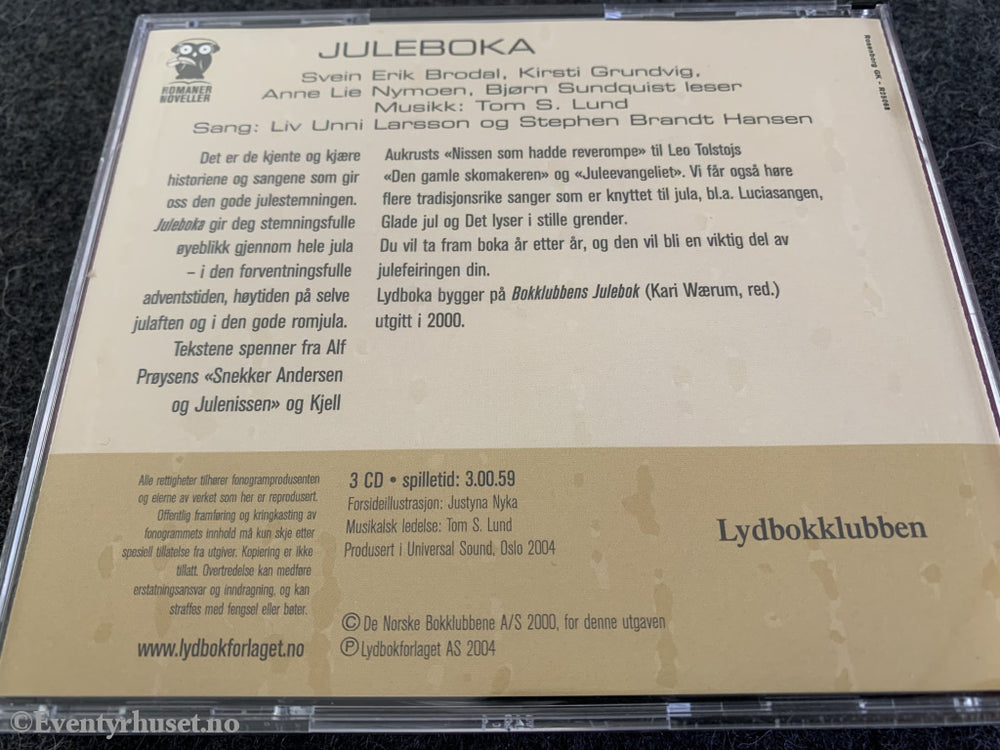 JULEBOKA
Svein Erik Brodal, Kirsti Grundvig,
Anne Lie Nymoen, Bjørn Sundquist leser
Musikk: Tom S. Lund
Sang: Liv Unni Larsson og Stephen Brandt Hansen
ROMANER
NOVELLER
Det er de kjente og kjære
historiene og sangene som gir
oss den gode julestemningen.
Juleboka gir deg stemningsfulle
øyeblikk gjennom hele jula
– i den forventningsfulle
adventstiden, høytiden på selve
julaften og i den gode romjula.
Tekstene spenner fra Alf
Prøysens «Snekker Andersen
og Julenissen» og Kjell
Aukrusts «Nissen som hadde reverompe» til Leo Tolstojs
«Den gamle skomakeren» og «Juleevangeliet». Vi får også høre
flere tradisjonsrike sanger som er knyttet til jula, bl.a. Luciasangen,
Glade jul og Det lyser i stille grender.
Du vil ta fram boka år etter år, og den vil bli en viktig del av
julefeiringen din.
Lydboka bygger på Bokklubbens Julebok (Kari Wærum, red.)
utgitt i 2000.
Alle rettigheter tilhører fonogramprodusenten
og eierne av verket som her er reprodusert.
Offentlig framføring og kringkasting av
fonogrammets innhold må kun skje etter
spesiell tillatelse fra utgiver. Kopiering er ikke
tillatt. Overtredelse kan medføre
erstatningsansvar og inndragning, og kan
straffes med fengsel eller bøter.
www.lydbokforlaget.no
3 CD • spilletid: 3.00.59
Forsideillustrasjon: Justyna Nyka
Musikalsk ledelse: Tom S. Lund
Produsert i Universal Sound, Oslo 2004
© De Norske Bokklubbene A/S 2000, for denne utgaven
℗ Lydbokforlaget AS 2004
Lydbokklubben
©Eventyrhuset.no